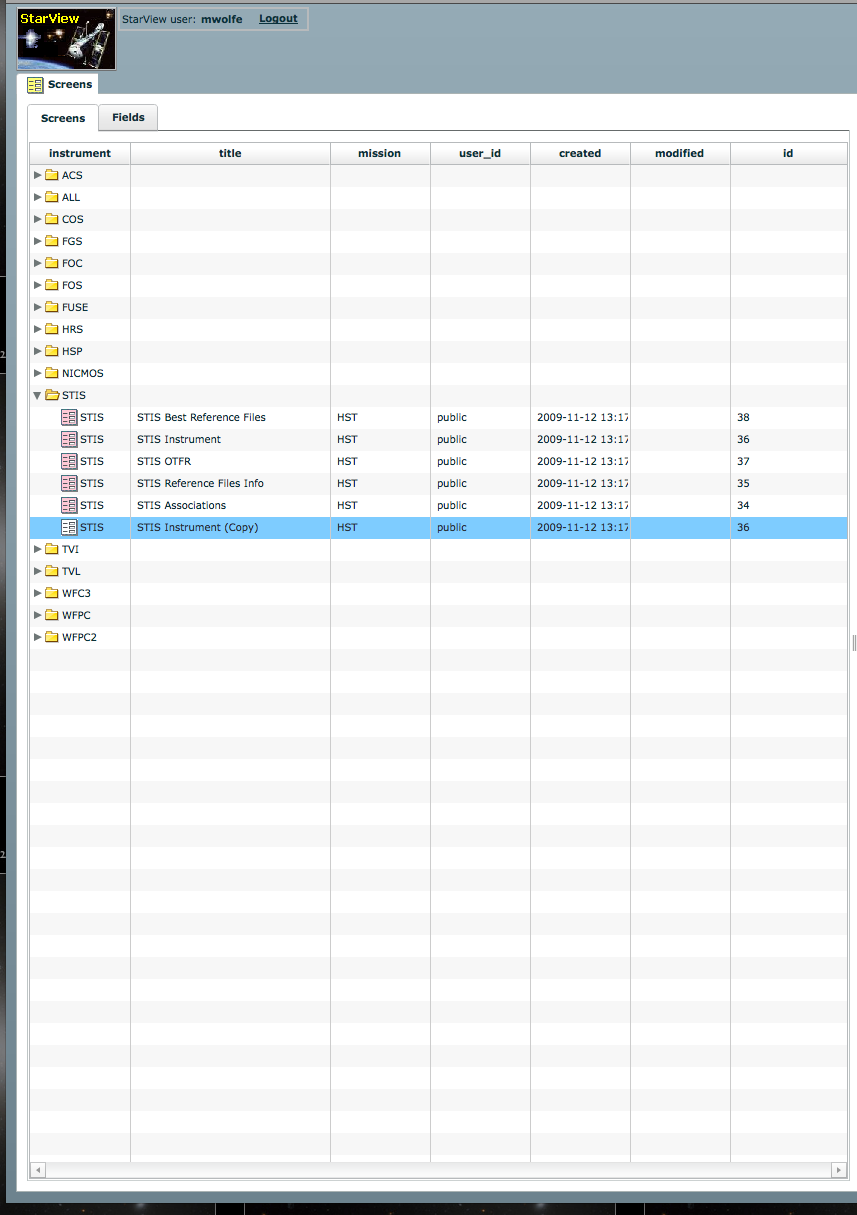 StarView
StarView user: mwolfe Logout
Screens
Screens Fields
instrument title mission user_id created modified id
ACS
ALL
COS
FGS
FOC
FOS
FUSE
HRS
HSP
NICMOS
STIS
STIS STIS Best Reference Files HST public 2009-11-12 13:17 38
STIS STIS Instrument HST public 2009-11-12 13:17 36
STIS STIS OTFR HST public 2009-11-12 13:17 37
STIS STIS Reference Files Info HST public 2009-11-12 13:17 35
STIS STIS Associations HST public 2009-11-12 13:17 34
STIS STIS Instrument (Copy) HST public 2009-11-12 13:17 36
TVI
TVL
WFC3
WFPC
WFPC2